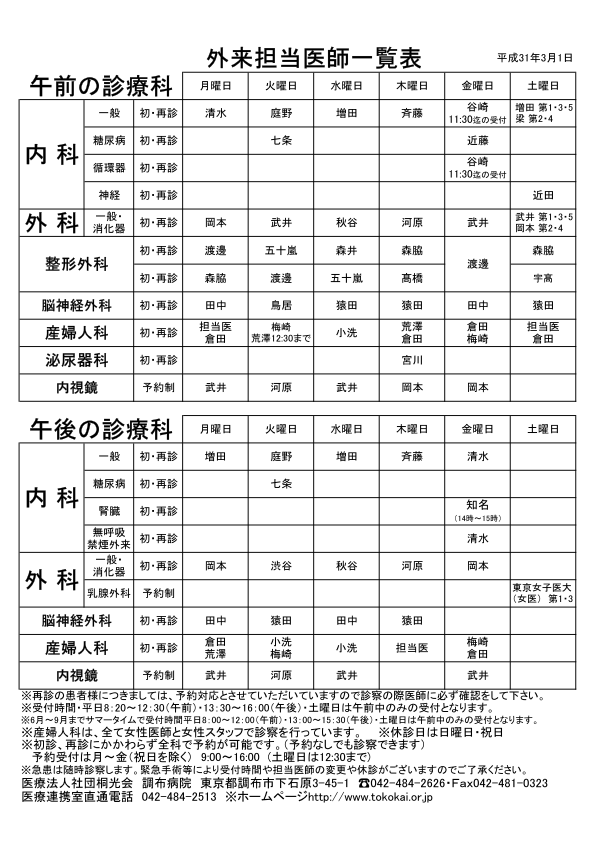 外来担当医師一覧表
平成31年3月1日
午前の診療科 月曜日 火曜日 水曜日 木曜日 金曜日 土曜日
内科 一般 初・再診 清水 庭野 増田 斉藤 谷崎 11:30迄の受付 増田 第1・3・5 梁 第2・4
糖尿病 初・再診 七条 近藤
循環器 初・再診 谷崎 11:30迄の受付
神経 初・再診 近田
外科 一般・消化器 初・再診 岡本 武井 秋谷 河原 武井 武井 第1・3・5 岡本 第2・4
整形外科 初・再診 渡邊 五十嵐 森井 森脇 渡邊 森脇
初・再診 森脇 渡邊 五十嵐 髙橋 宇高
脳神経外科 初・再診 田中 鳥居 猿田 猿田 田中 猿田
産婦人科 初・再診 担当医 倉田 梅崎 荒澤12:30まで 小洗 荒澤 倉田 倉田 梅崎 担当医 倉田
泌尿器科 初・再診 宮川
内視鏡 予約制 武井 河原 武井 岡本 岡本
午後の診療科 月曜日 火曜日 水曜日 木曜日 金曜日 土曜日
内科 一般 初・再診 増田 庭野 増田 斉藤 清水
糖尿病 初・再診 七条
腎臓 初・再診 知名 (14時~15時)
無呼吸 禁煙外来 初・再診 清水
外科 一般・消化器 初・再診 岡本 渋谷 秋谷 河原 岡本
乳腺外科 予約制 東京女子医大 (女医) 第1・3
脳神経外科 初・再診 田中 猿田 田中 猿田
産婦人科 初・再診 倉田 荒澤 小洗 梅崎 小洗 担当医 梅崎 倉田
内視鏡 予約制 武井 河原 武井 武井
※再診の患者様につきましては、予約対応とさせていただいていますので診察の際医師に必ず確認をして下さい。
※受付時間・平日8:20~12:30(午前)・13:30~16:00(午後)・土曜日は午前中のみの受付となります。
※6月~9月までサマータイムで受付時間平日8:00~12:00(午前)・13:00~15:30(午後)・土曜日は午前中のみの受付となります。
※産婦人科は、全て女性医師と女性スタッフで診察を行っています。 ※休診日は日曜日・祝日
※初診、再診にかかわらず全科で予約が可能です。(予約なしでも診察できます)
予約受付は月~金(祝日を除く) 9:00~16:00 (土曜日は12:30まで)
※急患は随時診察します。緊急手術等により受付時間や担当医師の変更や休診がございますのでご了承ください。
医療法人社団桐光会 調布病院 東京都調布市下石原3-45-1 ☎042-484-2626・Fax042-481-0323
医療連携室直通電話 042-484-2513 ※ホームページhttp://www.tokokai.or.jp